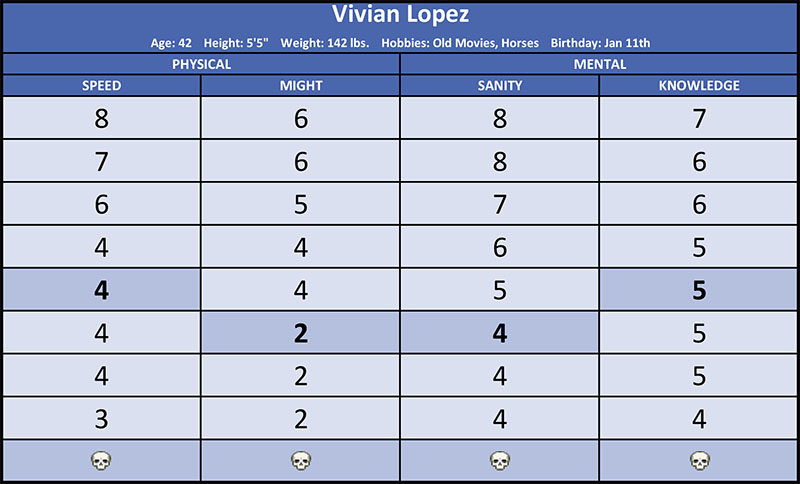 Vivian Lopez
Age: 42 Height: 5'5" Weight: 142 lbs. Hobbies: Old Movies, Horses Birthday: Jan 11th
PHYSICAL MENTAL
SPEED MIGHT SANITY KNOWLEDGE
8 6 8 7
7 6 8 6
6 5 7 6
4 4 6 5
4 4 5 5
4 2 4 5
4 2 4 5
3 2 4 4